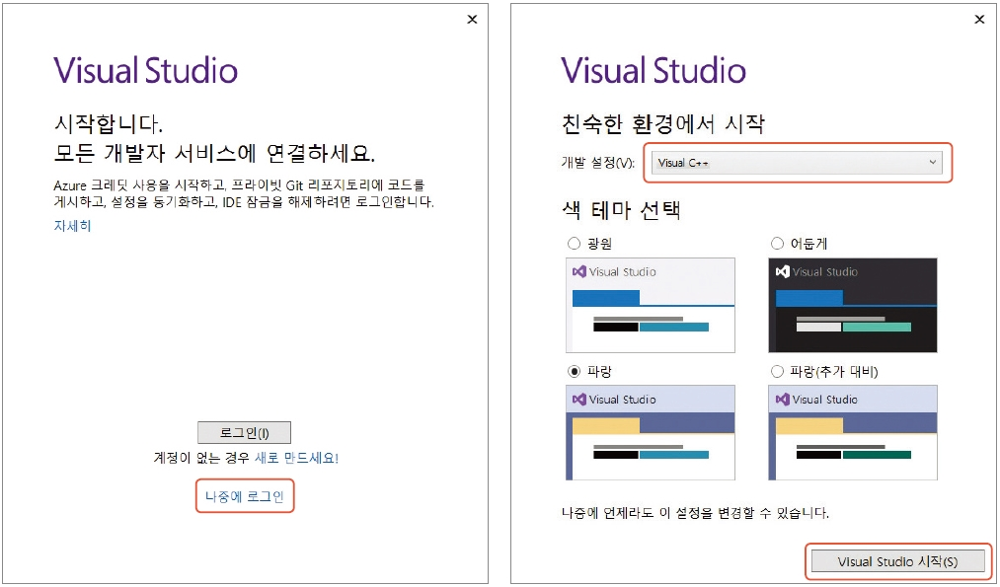 Visual Studio
시작합니다.
모든 개발자 서비스에 연결하세요.
Azure 크레딧 사용을 시작하고, 프라이빗 Git 리포지토리에 코드를
게시하고, 설정을 동기화하고, IDE 잠금을 해제하려면 로그인합니다.
자세히
로그인(I)
계정이 없는 경우 새로 만드세요!
나중에 로그인
Visual Studio
친숙한 환경에서 시작
개발 설정(V): Visual C++
색 테마 선택
광원
어둡게
Visual Studio
Visual Studio
파랑
파랑(추가 대비)
Visual Studio
Visual Studio
나중에 언제라도 이 설정을 변경할 수 있습니다.
Visual Studio 시작(S)